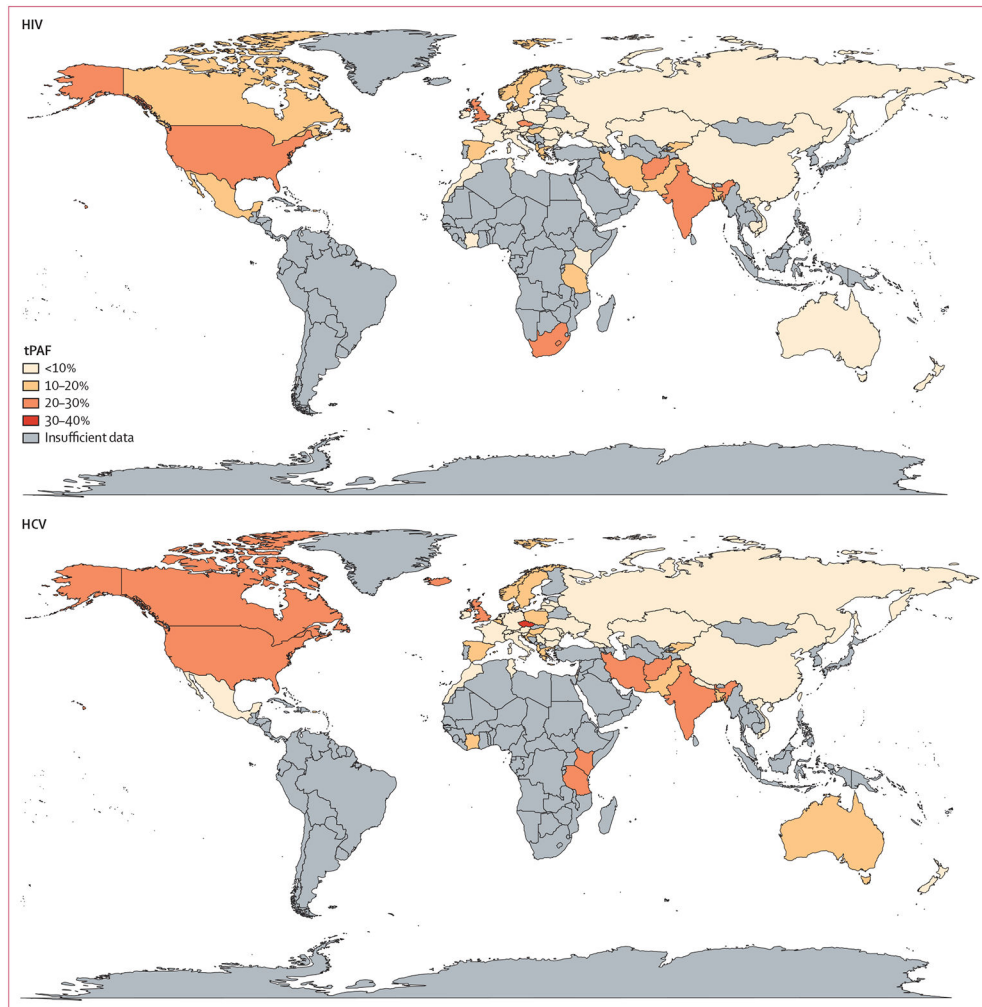 HIV
tPAF
<10%
10–20%
20–30%
30–40%
Insufficient data
HCV